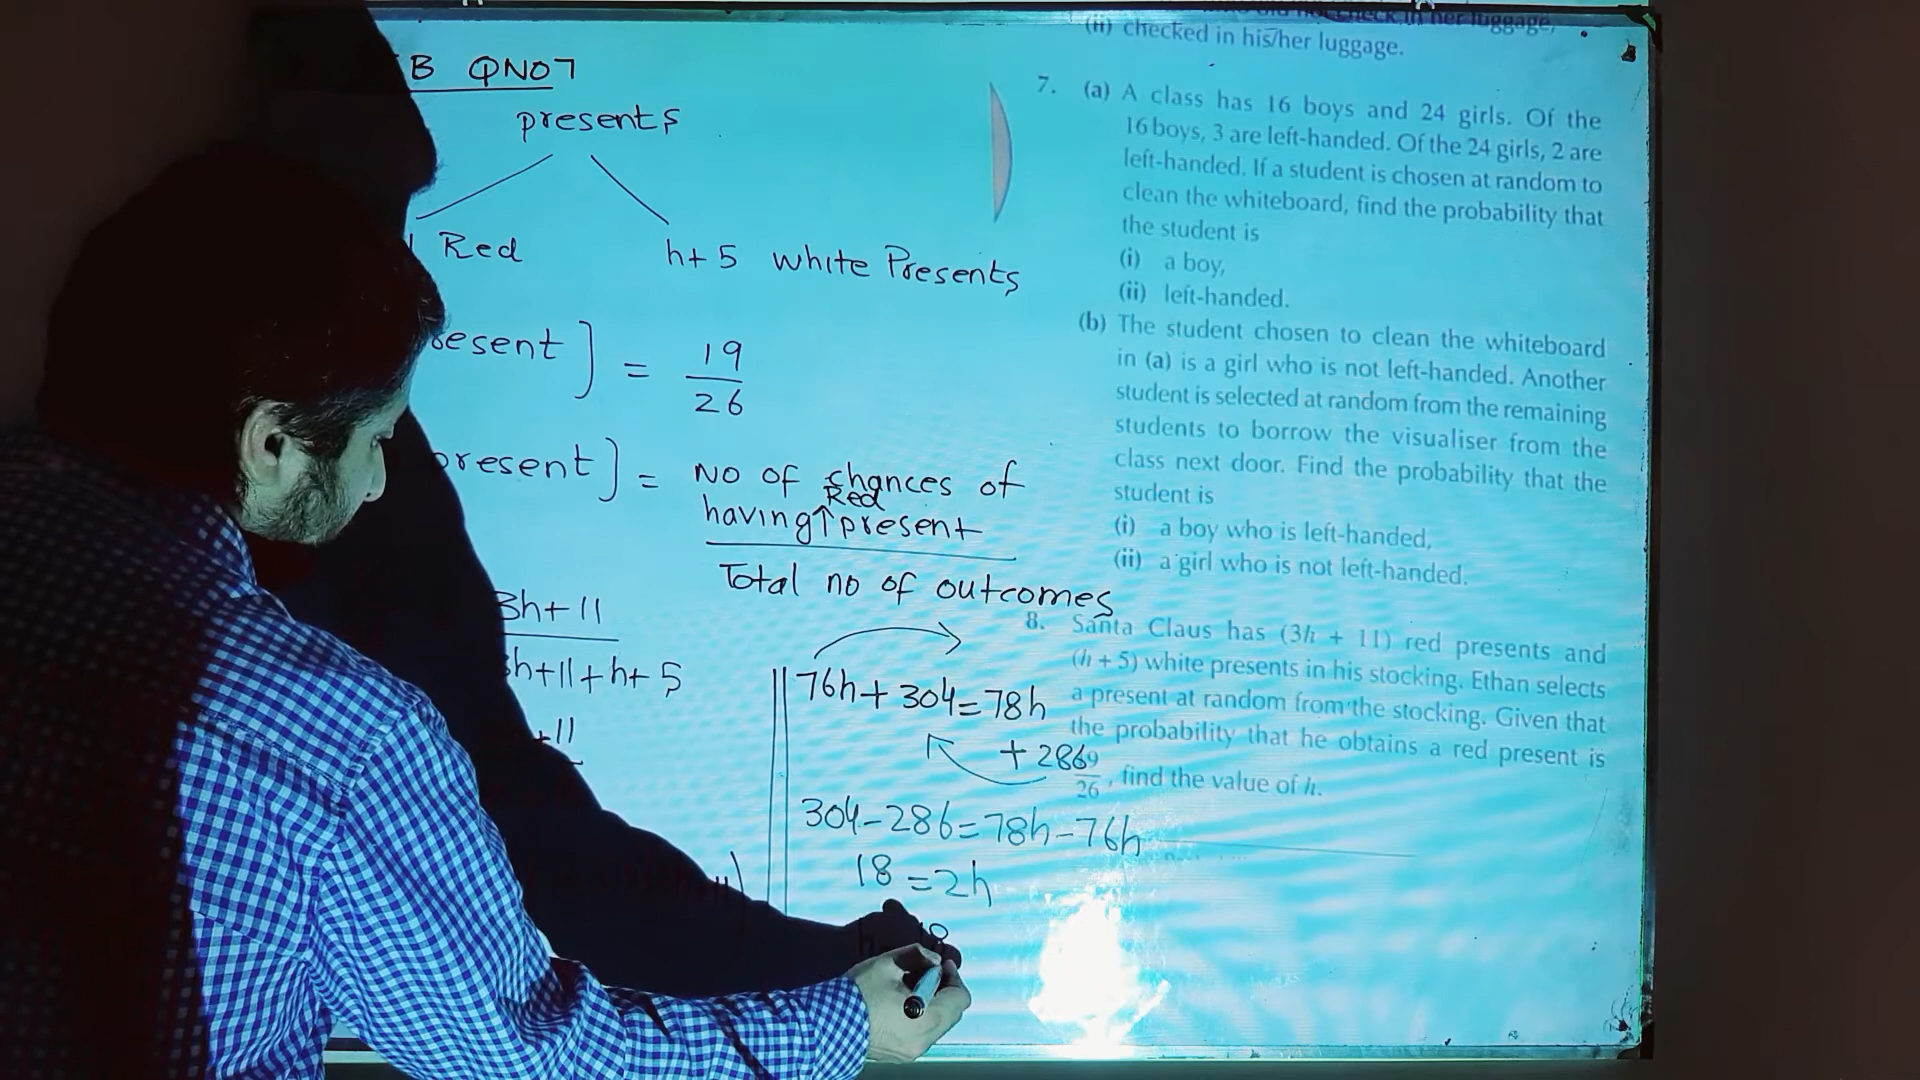 B QNO7
presents
Red
h+5 white Presents
esent ] = 19/26
present ] = No of chances of
having ↑ present
Red
Total no of outcomes
3h+11
h+11+h+5
+11
76h+304=78h
+286
304-286=78h-76h
18=2h
18
(ii) checked in his/her luggage.
7. (a) A class has 16 boys and 24 girls. Of the
16 boys, 3 are left-handed. Of the 24 girls, 2 are
left-handed. If a student is chosen at random to
clean the whiteboard, find the probability that
the student is
(i) a boy,
(ii) left-handed.
(b) The student chosen to clean the whiteboard
in (a) is a girl who is not left-handed. Another
student is selected at random from the remaining
students to borrow the visualiser from the
class next door. Find the probability that the
student is
(i) a boy who is left-handed,
(ii) a girl who is not left-handed.
8. Santa Claus has (3h + 11) red presents and
(h + 5) white presents in his stocking. Ethan selects
a present at random from the stocking. Given that
the probability that he obtains a red present is
9/26, find the value of h.